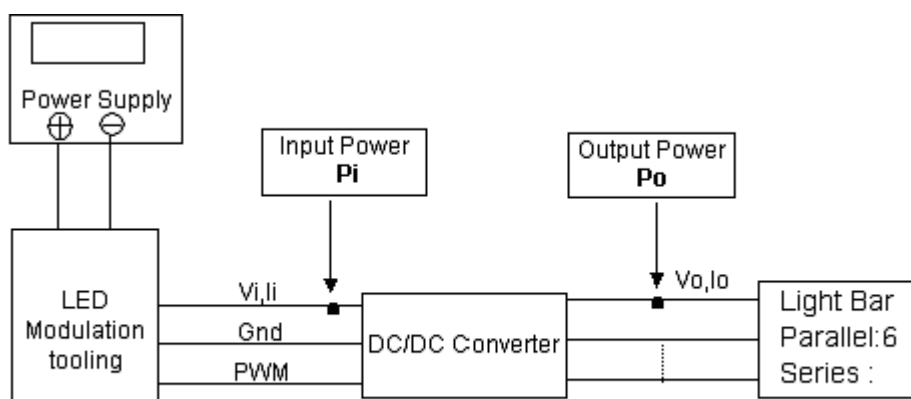 Power Supply
Input Power
Pi
Output Power
Po
LED
Modulation
tooling
Vi,Ii
Gnd
PWM
DC/DC Converter
Vo,Io
Light Bar
Parallel:6
Series :